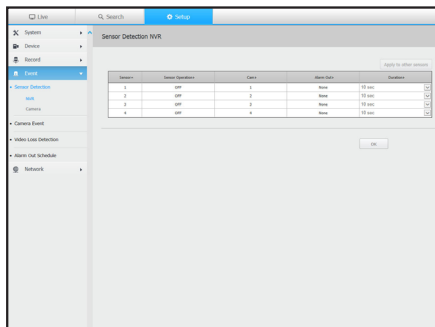 Live
Search
Setup
System
Device
Record
Event
Sensor Detection
NVR
Camera
Camera Event
Video Loss Detection
Alarm Out Schedule
Network
Sensor Detection NVR
Apply to other sensors
Sensor Sensor Operation Cam Alarm Out Duration
1 OFF 1 None 10 sec
2 OFF 2 None 10 sec
3 OFF 3 None 10 sec
4 OFF 4 None 10 sec
OK